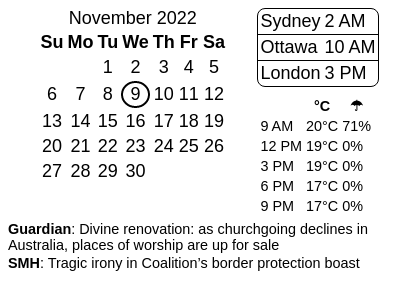 November 2022
Su Mo Tu We Th Fr Sa
1 2 3 4 5
6 7 8 9 10 11 12
13 14 15 16 17 18 19
20 21 22 23 24 25 26
27 28 29 30
Sydney 2 AM
Ottawa 10 AM
London 3 PM
°C ☂
9 AM 20°C 71%
12 PM 19°C 0%
3 PM 19°C 0%
6 PM 17°C 0%
9 PM 17°C 0%
Guardian: Divine renovation: as churchgoing declines in
Australia, places of worship are up for sale
SMH: Tragic irony in Coalition’s border protection boast